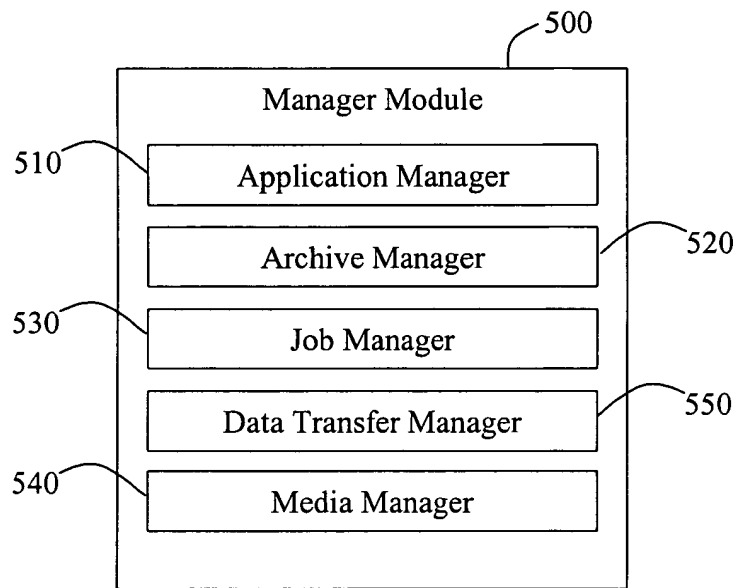 500
Manager Module
510
Application Manager
Archive Manager
520
530
Job Manager
Data Transfer Manager
550
540
Media Manager